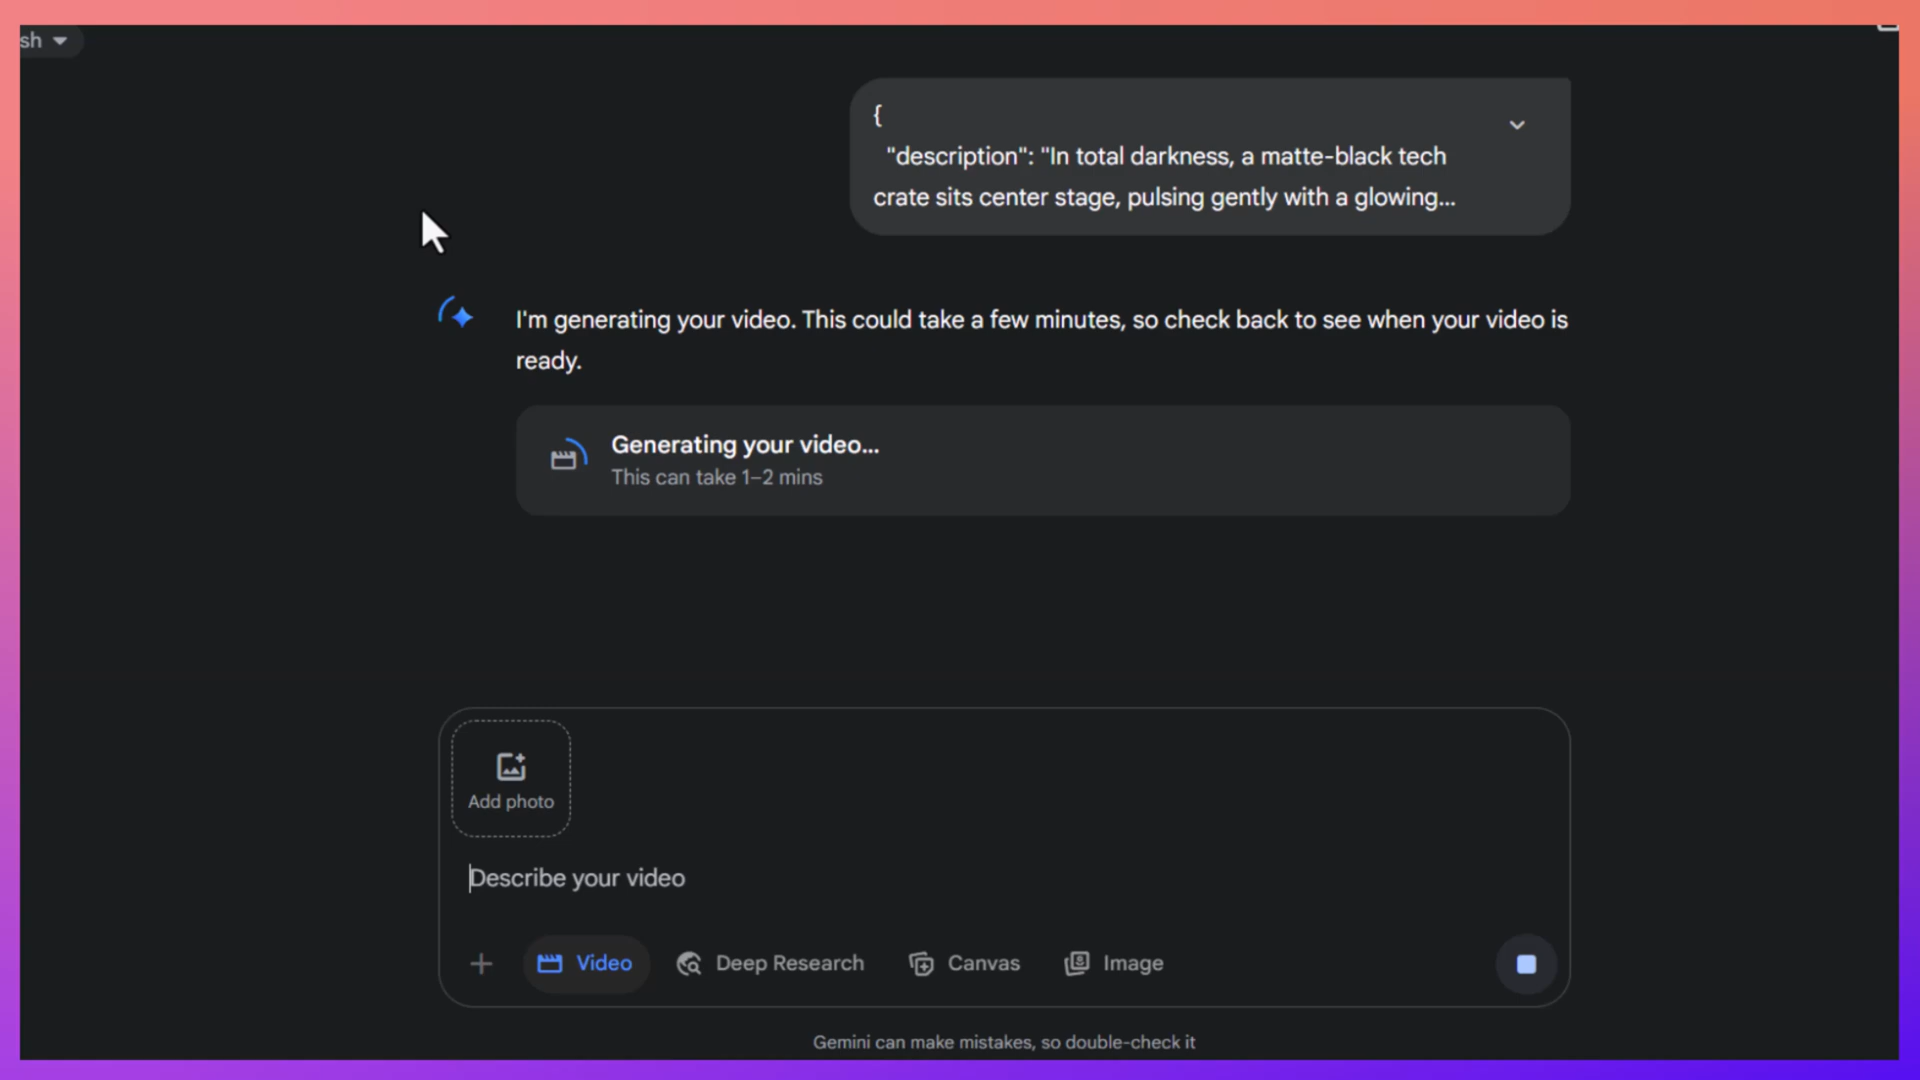 sh
{
"description": "In total darkness, a matte-black tech
crate sits center stage, pulsing gently with a glowing...
I'm generating your video. This could take a few minutes, so check back to see when your video is
ready.
Generating your video...
This can take 1–2 mins
Add photo
Describe your video
Video Deep Research Canvas Image
Gemini can make mistakes, so double-check it